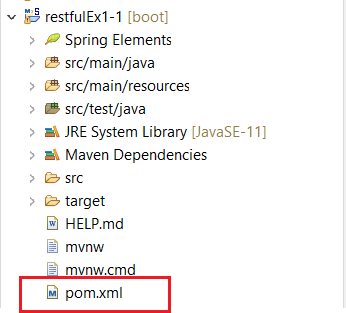 restfulEx1-1 [boot]
Spring Elements
src/main/java
src/main/resources
src/test/java
JRE System Library [JavaSE-11]
Maven Dependencies
src
target
HELP.md
mvnw
mvnw.cmd
pom.xml